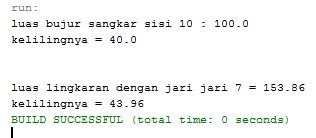 run:
luas bujur sangkar sisi 10 : 100.0
kelilingnya = 40.0
luas lingkaran dengan jari jari 7 = 153.86
kelilingnya = 43.96
BUILD SUCCESSFUL (total time: 0 seconds)